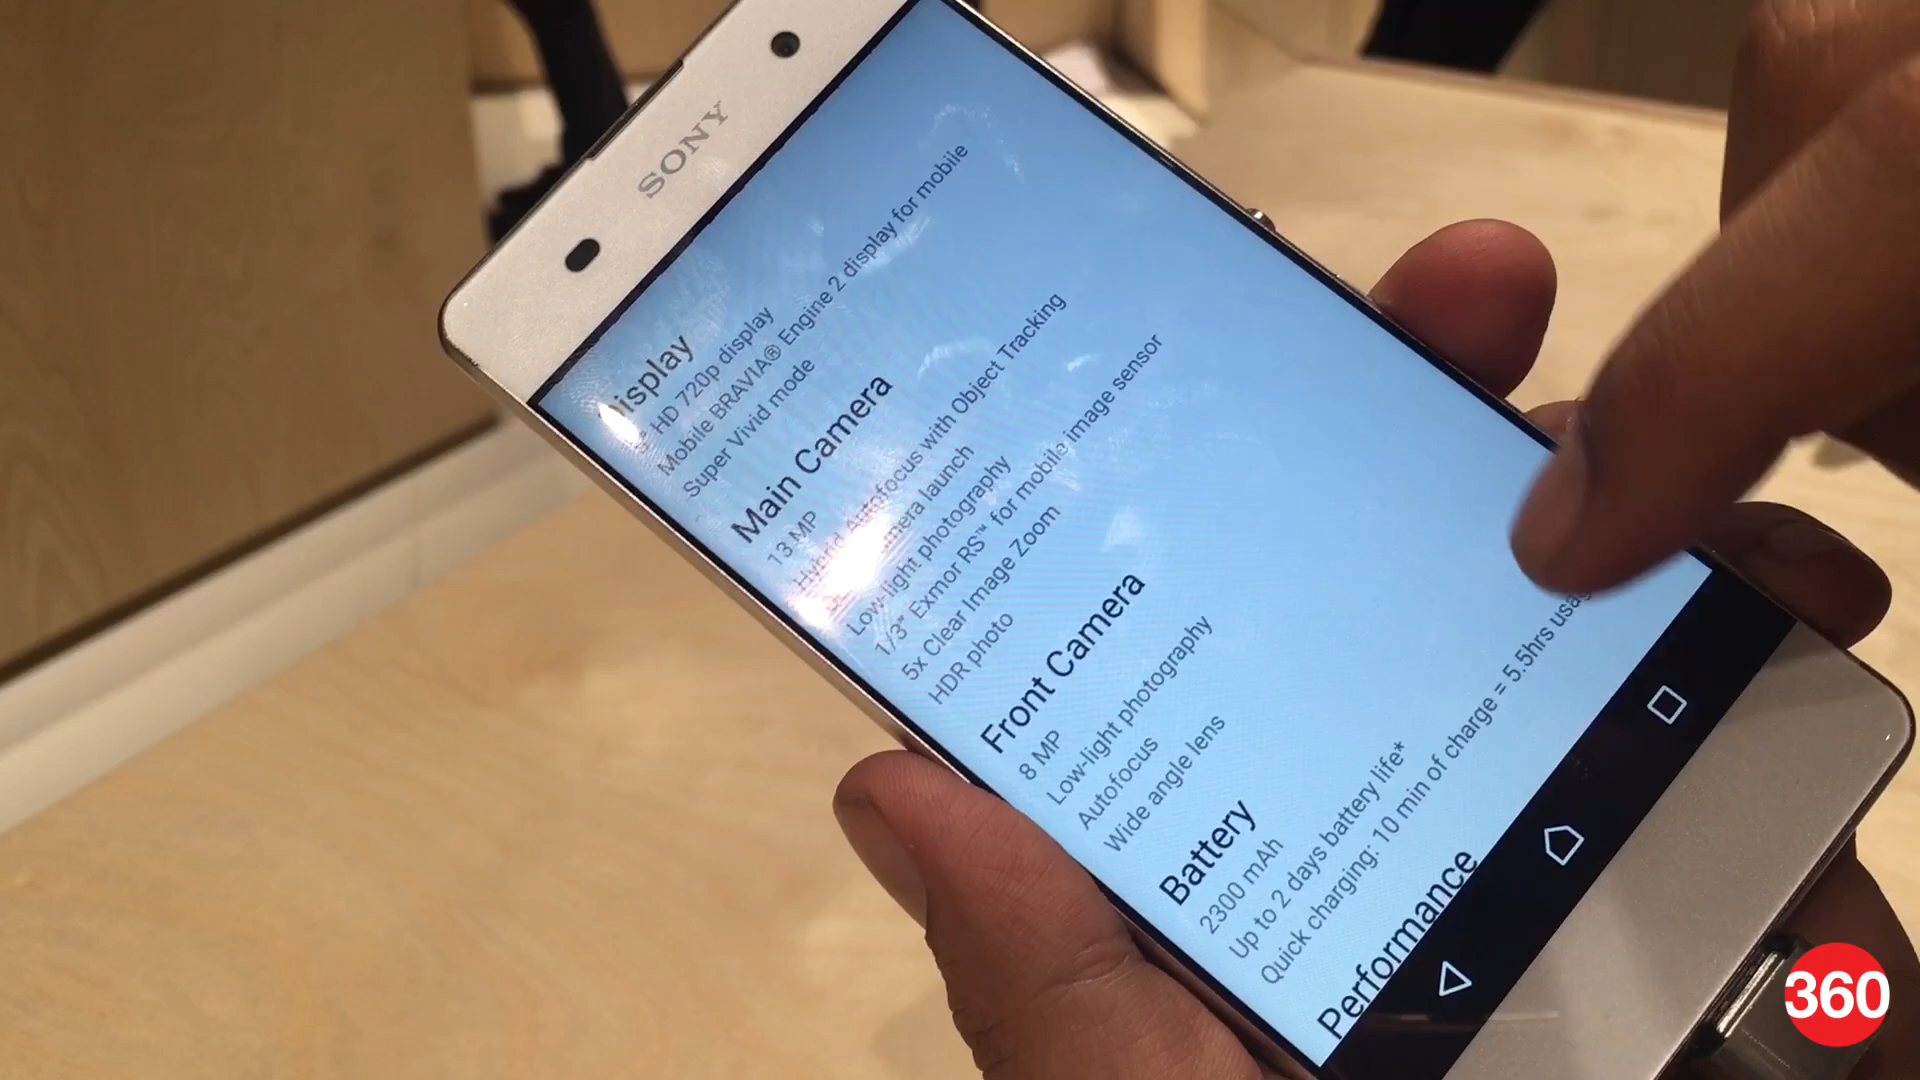 SONY
Display
HD 720p display
Mobile BRAVIA® Engine 2 display for mobile
Super Vivid mode
Main Camera
13 MP
Hybrid Autofocus with Object Tracking
camera launch
Low-light photography
1/3" Exmor RS™ for mobile image sensor
5x Clear Image Zoom
HDR photo
Front Camera
8 MP
Low-light photography
Autofocus
Wide angle lens
Battery
2300 mAh
Up to 2 days battery life*
Quick charging: 10 min of charge = 5.5hrs usage
Performance
360